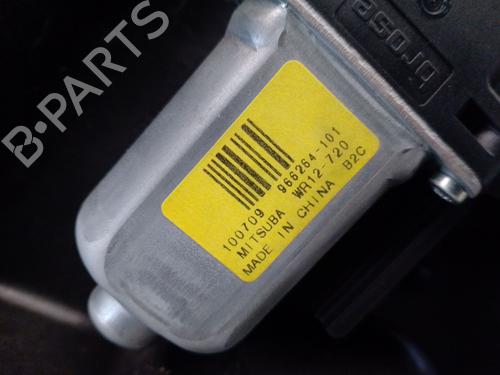 B-PARTS
brose
100709 966264-101
MITSUBA WR12-720
MADE IN CHINA B2C